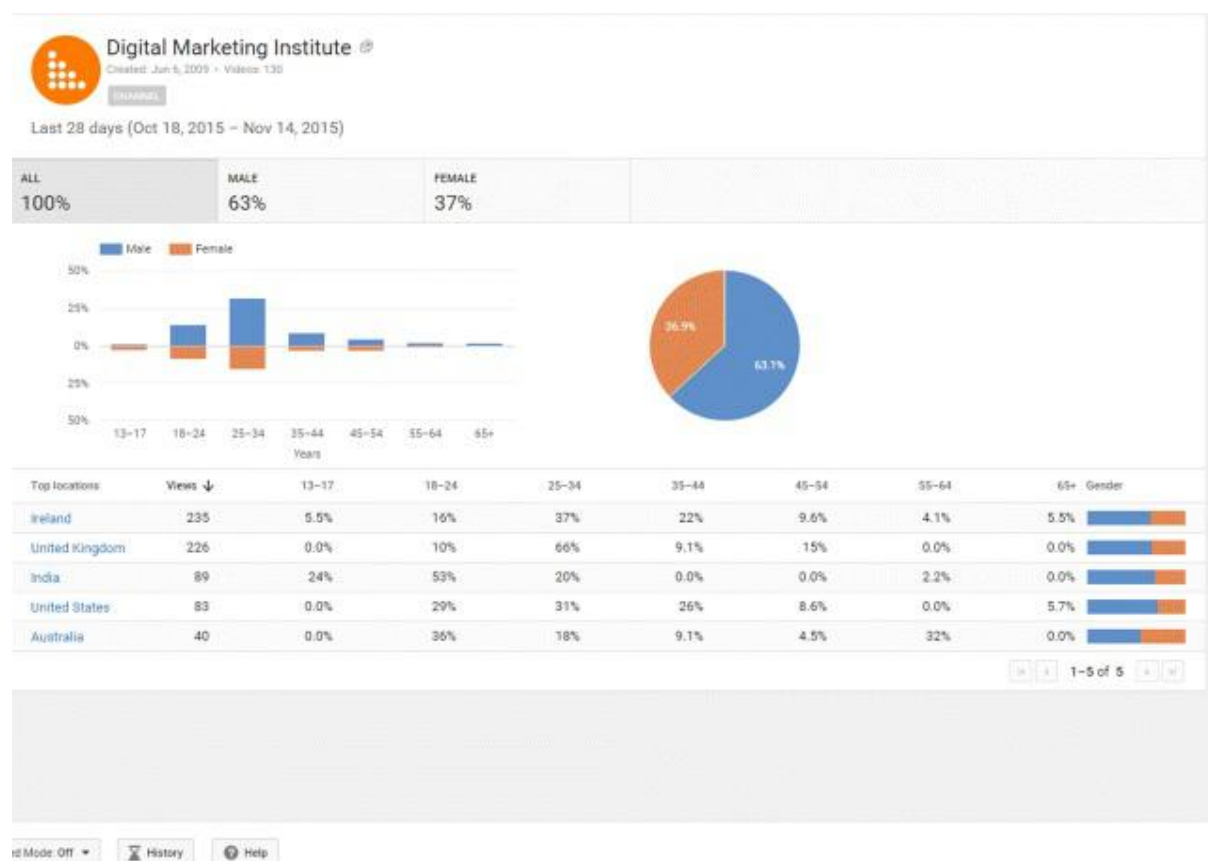 Digital Marketing Institute
Created: Jun 6, 2009 • Videos: 130
CHANNEL
Last 28 days (Oct 18, 2015 – Nov 14, 2015)
ALL MALE FEMALE
100% 63% 37%
Male Female
50%
25%
0%
25%
50%
13–17 18–24 25–34 35–44 45–54 55–64 65+
Years
36.9%
63.1%
Top locations Views 13–17 18–24 25–34 35–44 45–54 55–64 65+ Gender
Ireland 235 5.5% 16% 37% 22% 9.6% 4.1% 5.5%
United Kingdom 226 0.0% 10% 66% 9.1% 15% 0.0% 0.0%
India 89 24% 53% 20% 0.0% 0.0% 2.2% 0.0%
United States 83 0.0% 29% 31% 26% 8.6% 0.0% 5.7%
Australia 40 0.0% 36% 18% 9.1% 4.5% 32% 0.0%
1–5 of 5
ed Mode: Off History Help